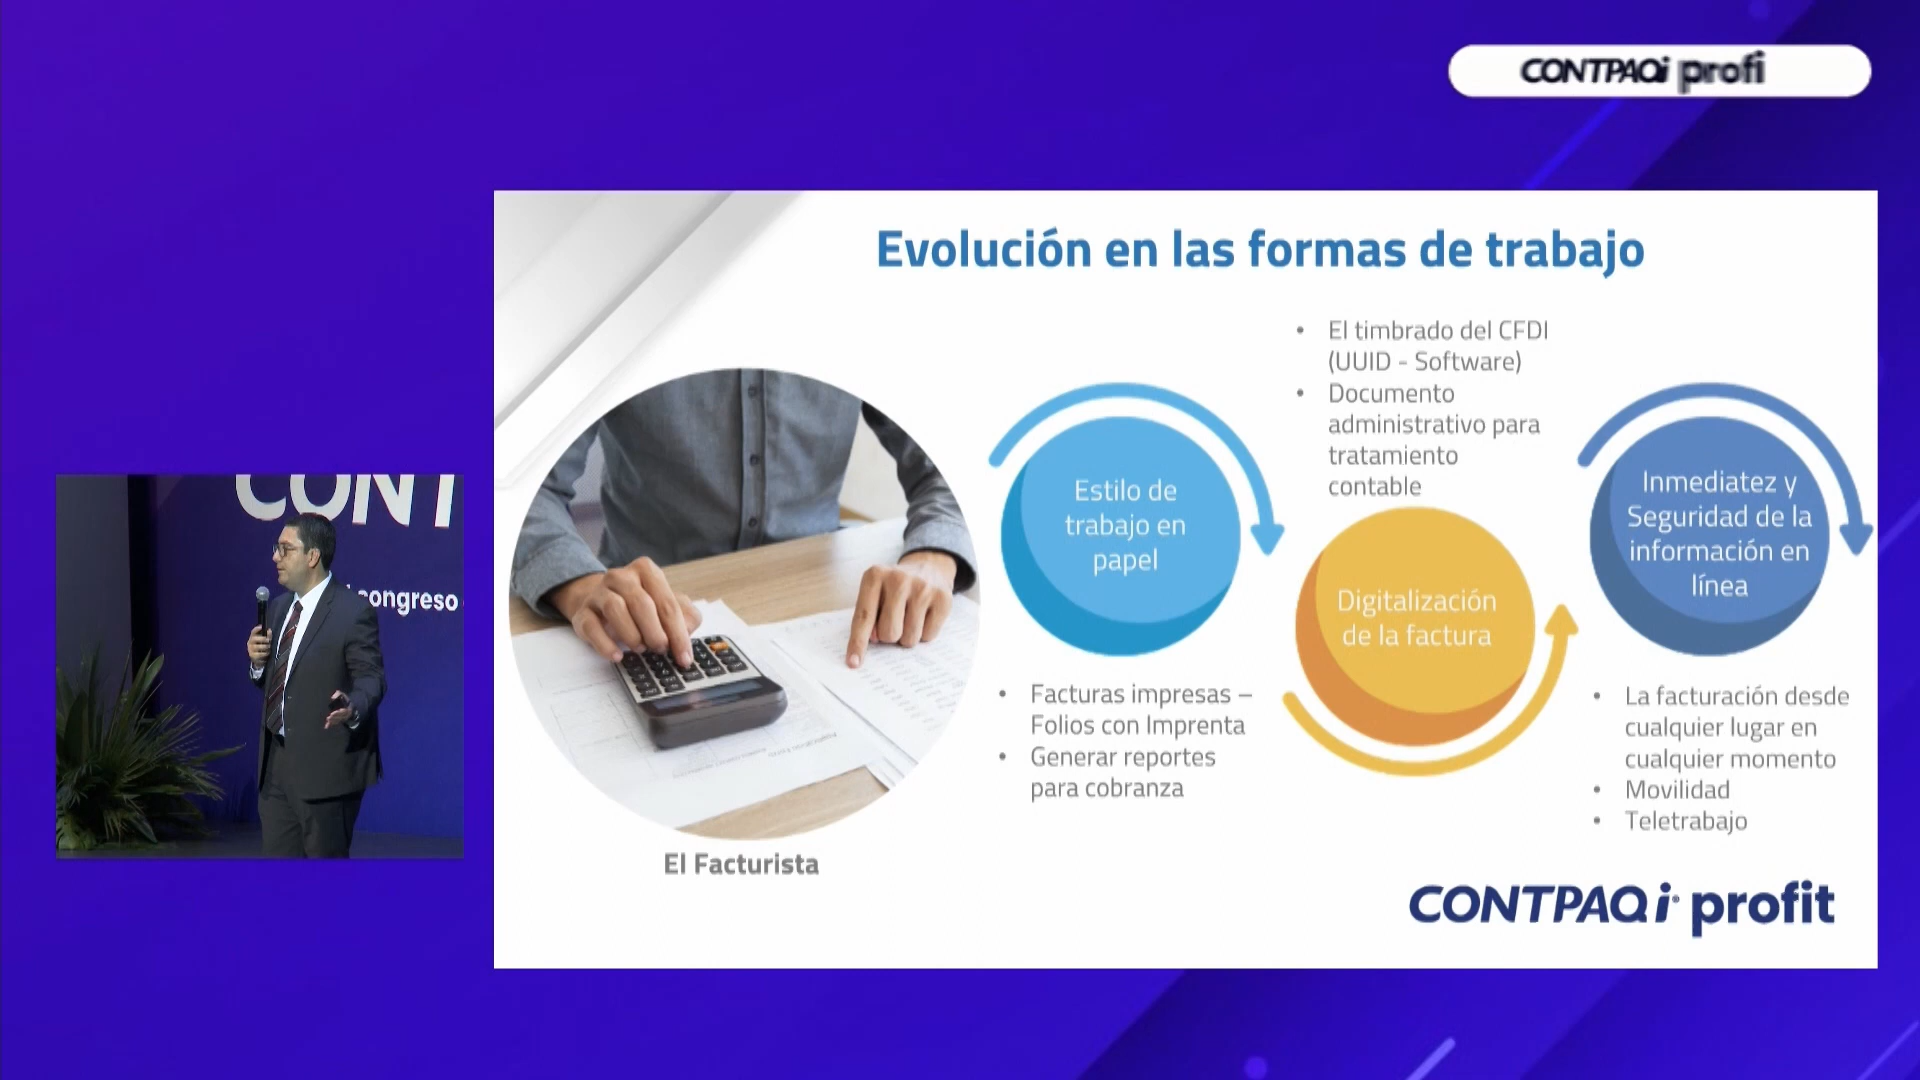 CONTPAQi profi
Evolución en las formas de trabajo
El Facturista
Estilo de
trabajo en
papel
• Facturas impresas –
Folios con Imprenta
• Generar reportes
para cobranza
• El timbrado del CFDI
(UUID - Software)
• Documento
administrativo para
tratamiento
contable
Digitalización
de la factura
Inmediatez y
Seguridad de la
información en
línea
• La facturación desde
cualquier lugar en
cualquier momento
• Movilidad
• Teletrabajo
CONTPAQi® profit
CONT
congreso